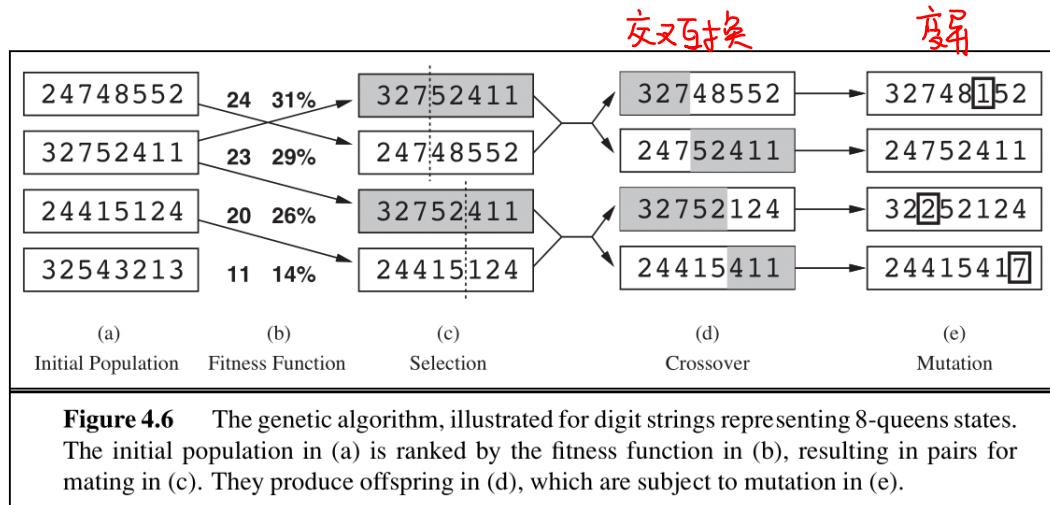 交叉互换 变异
24748552 24 31% 32752411 32748552 32748152
32752411 23 29% 24748552 24752411 24752411
24415124 20 26% 32752411 32752124 32252124
32543213 11 14% 24415124 24415411 24415417
(a) (b) (c) (d) (e)
Initial Population Fitness Function Selection Crossover Mutation
Figure 4.6 The genetic algorithm, illustrated for digit strings representing 8-queens states.
The initial population in (a) is ranked by the fitness function in (b), resulting in pairs for
mating in (c). They produce offspring in (d), which are subject to mutation in (e).